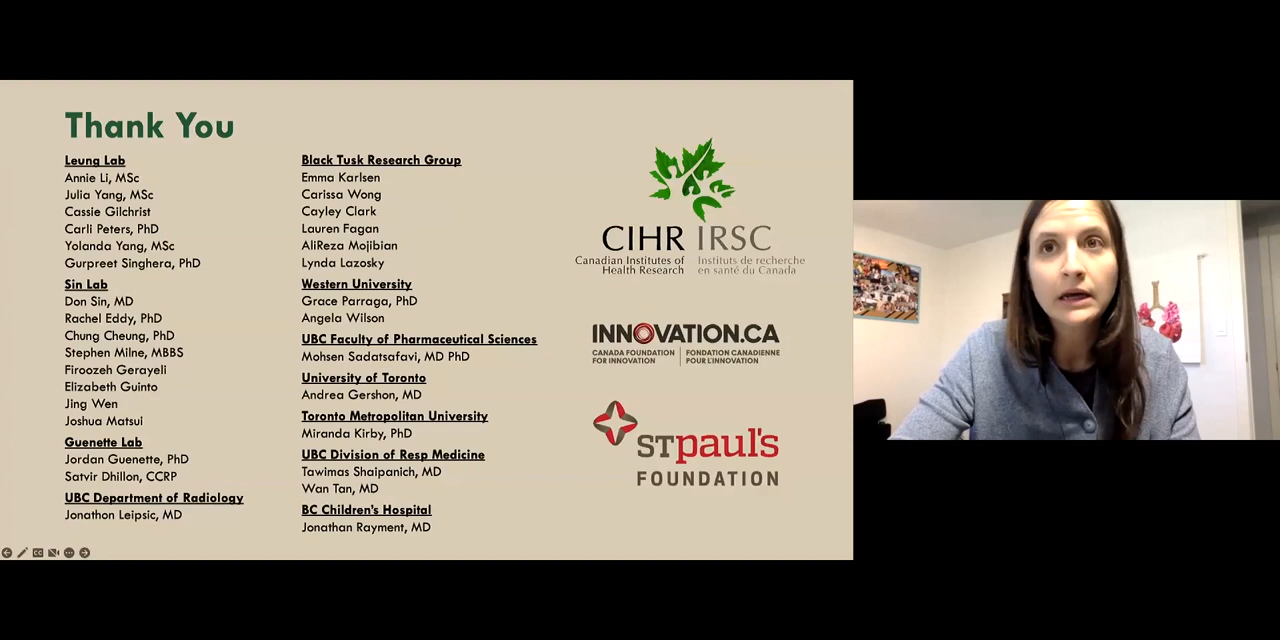 Thank You
Leung Lab
Annie Li, MSc
Julia Yang, MSc
Cassie Gilchrist
Carli Peters, PhD
Yolanda Yang, MSc
Gurpreet Singhera, PhD
Sin Lab
Don Sin, MD
Rachel Eddy, PhD
Chung Cheung, PhD
Stephen Milne, MBBS
Firoozeh Gerayeli
Elizabeth Guinto
Jing Wen
Joshua Matsui
Guenette Lab
Jordan Guenette, PhD
Satvir Dhillon, CCRP
UBC Department of Radiology
Jonathon Leipsic, MD
Black Tusk Research Group
Emma Karlsen
Carissa Wong
Cayley Clark
Lauren Fagan
AliReza Mojibian
Lynda Lazosky
Western University
Grace Parraga, PhD
Angela Wilson
UBC Faculty of Pharmaceutical Sciences
Mohsen Sadatsafavi, MD PhD
University of Toronto
Andrea Gershon, MD
Toronto Metropolitan University
Miranda Kirby, PhD
UBC Division of Resp Medicine
Tawimas Shaipanich, MD
Wan Tan, MD
BC Children's Hospital
Jonathan Rayment, MD
CIHR IRSC
Canadian Institutes of
Health Research
Instituts de recherche
en santé du Canada
INNOVATION.CA
CANADA FOUNDATION
FOR INNOVATION
FONDATION CANADIENNE
POUR L'INNOVATION
STPAUL'S
FOUNDATION